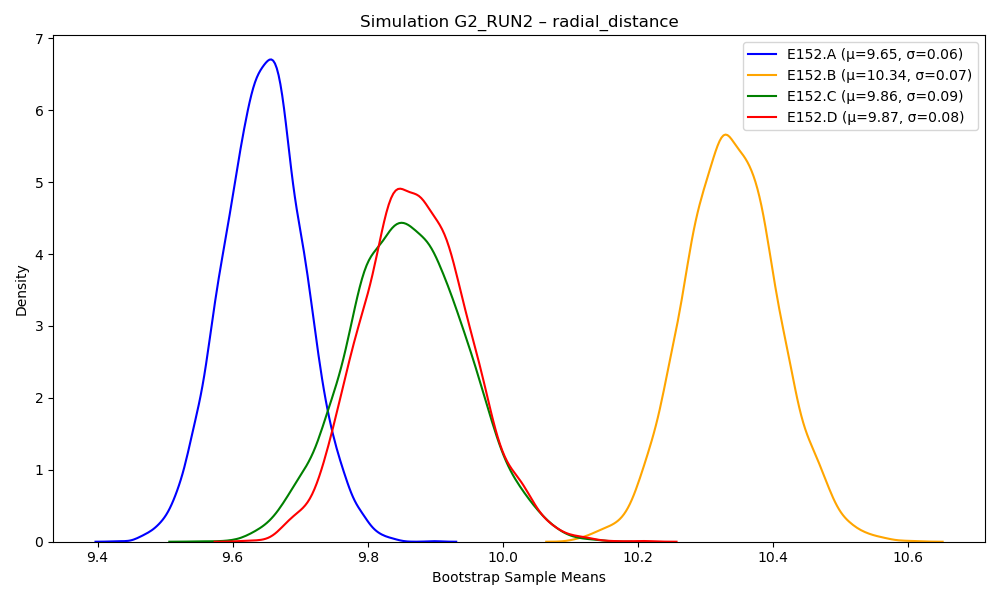 Simulation G2_RUN2 – radial_distance
7
6
5
4
3
2
1
0
Density
E152.A (μ=9.65, σ=0.06)
E152.B (μ=10.34, σ=0.07)
E152.C (μ=9.86, σ=0.09)
E152.D (μ=9.87, σ=0.08)
9.4 9.6 9.8 10.0 10.2 10.4 10.6
Bootstrap Sample Means